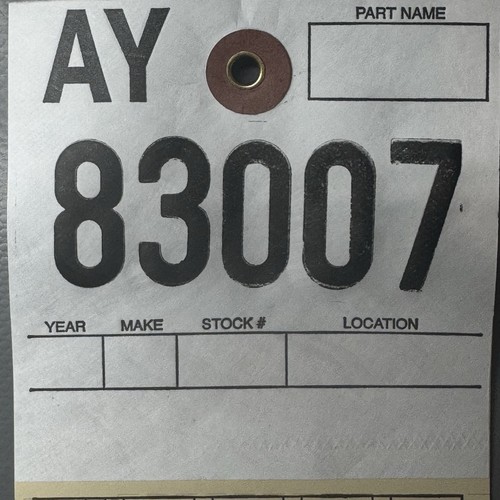 AY
PART NAME
83007
YEAR MAKE STOCK # LOCATION